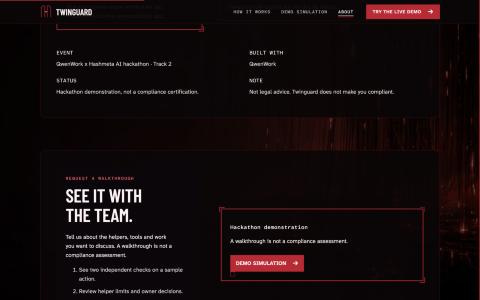 TWINGUARD
HOW IT WORKS
DEMO SIMULATION
ABOUT
TRY THE LIVE DEMO →
EVENT
QwenWork x Hashmeta AI hackathon · Track 2
BUILT WITH
QwenWork
STATUS
Hackathon demonstration, not a compliance certification.
NOTE
Not legal advice. Twinguard does not make you compliant.
REQUEST A WALKTHROUGH
SEE IT WITH
THE TEAM.
Tell us about the helpers, tools and work
you want to discuss. A walkthrough is not a
compliance assessment.
1. See two independent checks on a sample
action.
2. Review helper limits and owner decisions.
Hackathon demonstration
A walkthrough is not a compliance assessment.
DEMO SIMULATION →